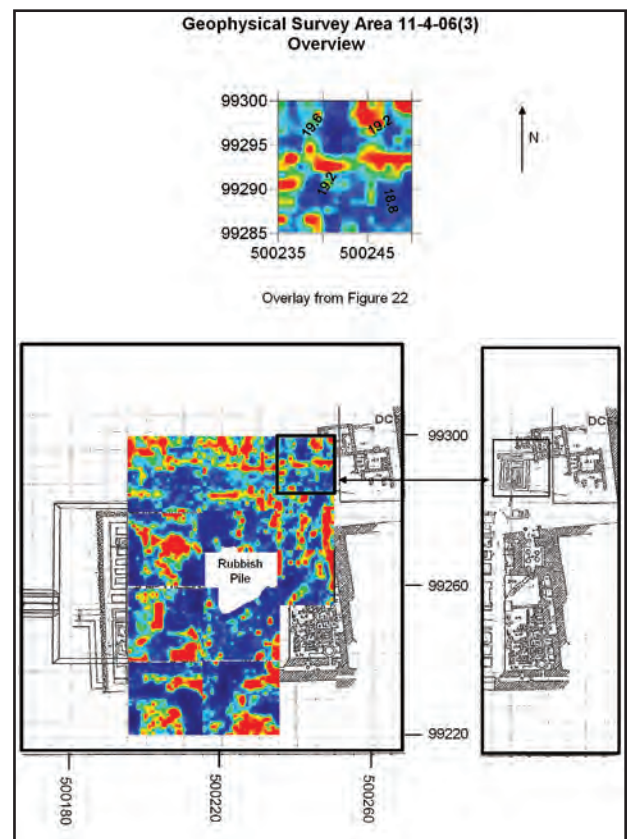 Geophysical Survey Area 11-4-06(3)
Overview
99300
99295
99290
99285
500235
500245
19.6
19.2
19.2
18.8
N
Overlay from Figure 22
DC
DC
99300
99260
99220
Rubbish
Pile
500180
500220
500260